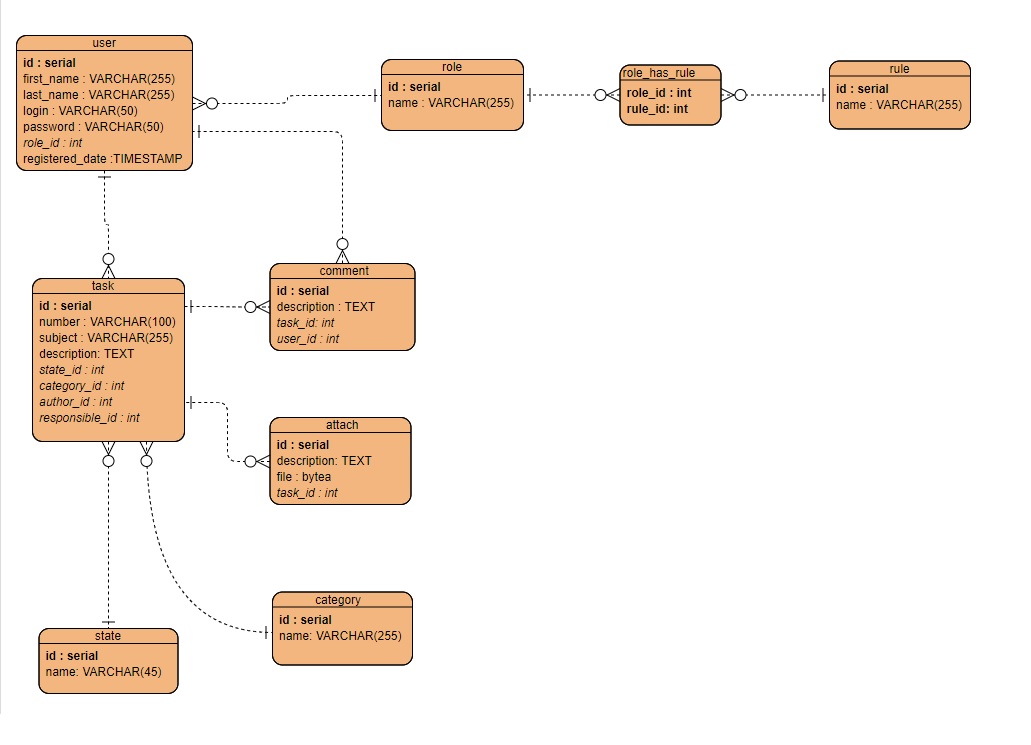 user
id : serial
first_name : VARCHAR(255)
last_name : VARCHAR(255)
login : VARCHAR(50)
password : VARCHAR(50)
role_id : int
registered_date :TIMESTAMP
role
id : serial
name : VARCHAR(255)
role_has_rule
role_id : int
rule_id: int
rule
id : serial
name : VARCHAR(255)
task
id : serial
number : VARCHAR(100)
subject : VARCHAR(255)
description: TEXT
state_id : int
category_id : int
author_id : int
responsible_id : int
comment
id : serial
description : TEXT
task_id: int
user_id : int
attach
id : serial
description: TEXT
file : bytea
task_id : int
category
id : serial
name: VARCHAR(255)
state
id : serial
name: VARCHAR(45)